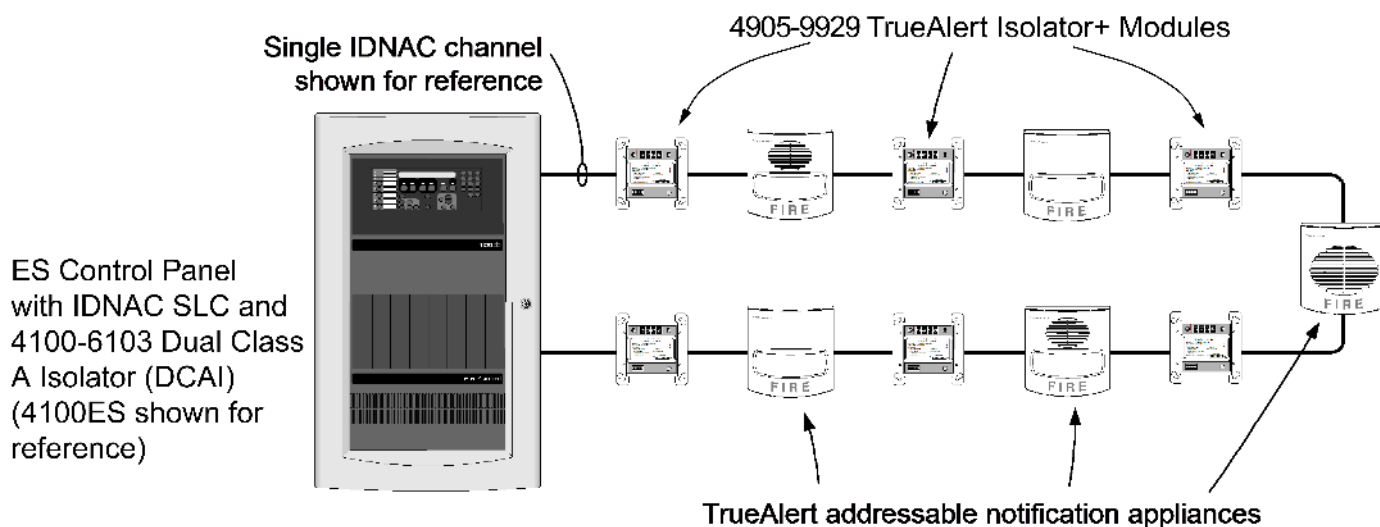 4905-9929 TrueAlert Isolator+ Modules
Single IDNAC channel
shown for reference
FIRE
FIRE
FIRE
ES Control Panel
with IDNAC SLC and
4100-6103 Dual Class
A Isolator (DCAI)
(4100ES shown for
reference)
FIRE
FIRE
TrueAlert addressable notification appliances